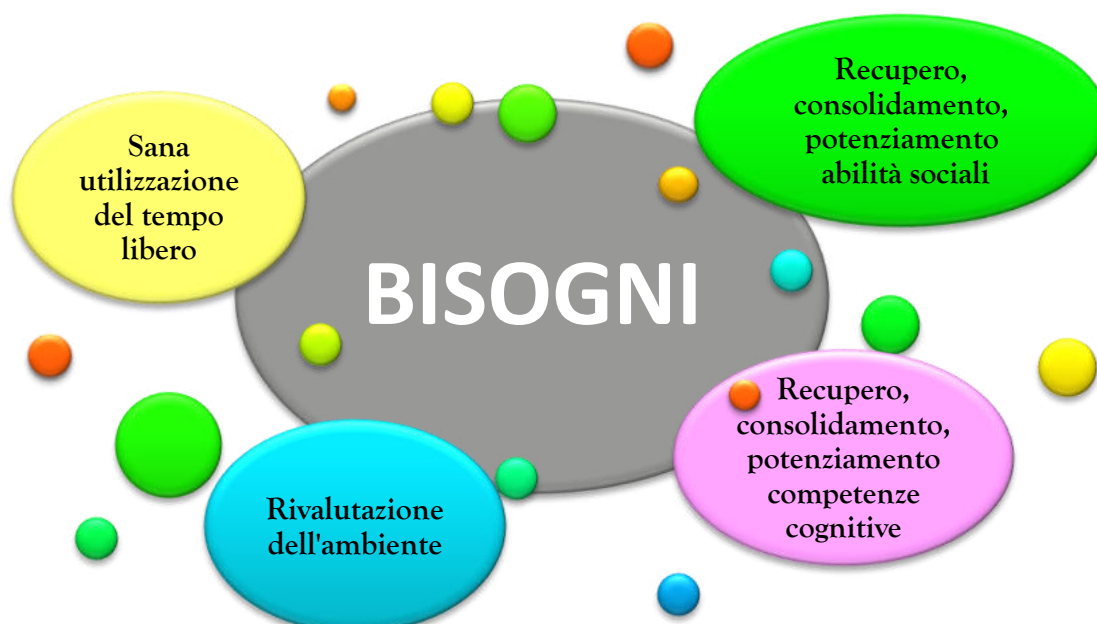 Sana
utilizzazione
del tempo
libero
Recupero,
consolidamento,
potenziamento
abilità sociali
BISOGNI
Rivalutazione
dell'ambiente
Recupero,
consolidamento,
potenziamento
competenze
cognitive